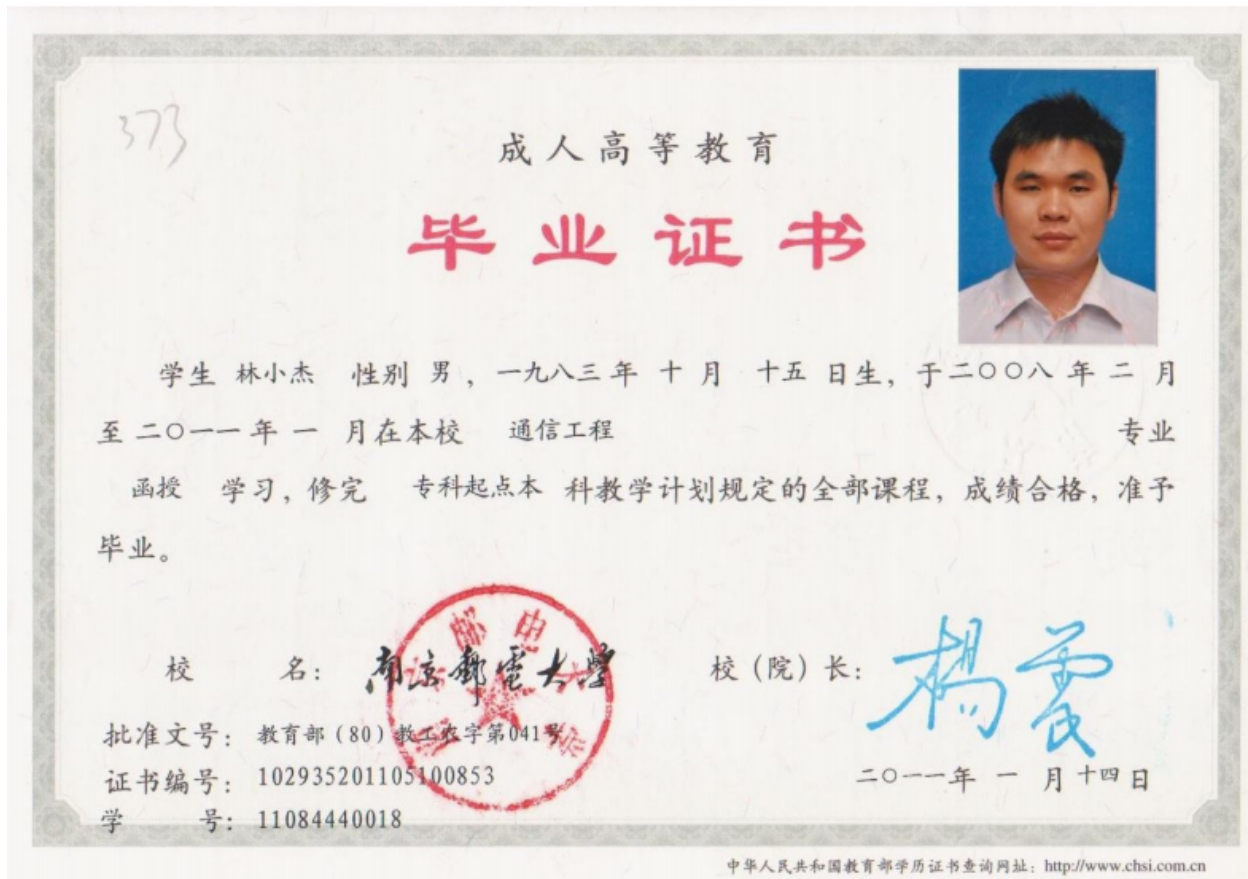 373
成人高等教育
毕业证书
学生 林小杰 性别 男，一九八三年 十 月 十五 日生，于二〇〇八 年 二 月
至 二〇一一 年 一 月在本校 通信工程 专业
函授 学习，修完 专科起点本 科教学计划规定的全部课程，成绩合格，准予
毕业。
校 名：南京郵電大學 校（院）长：
批准文号：教育部（80）教工农字第041号
证书编号：102935201105100853 二〇一一年 一 月十四日
学 号：11084440018
中华人民共和国教育部学历证书查询网址：http://www.chsi.com.cn